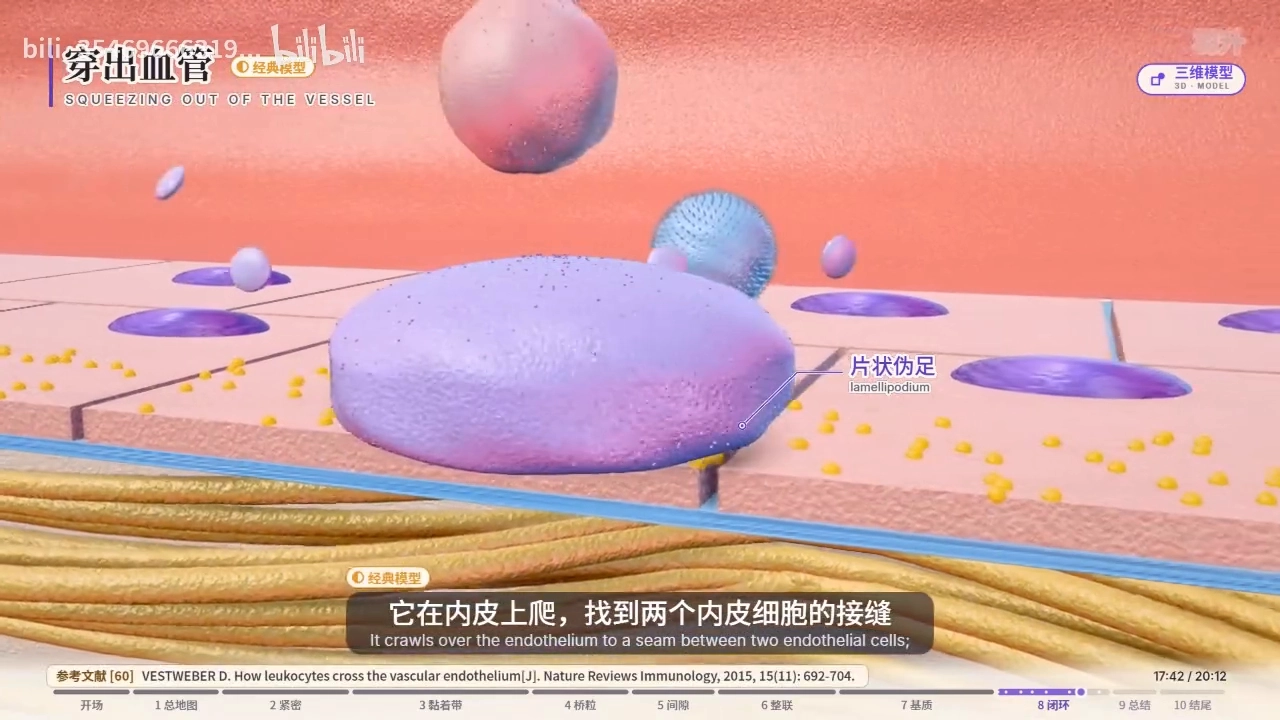 穿出血管
经典模型
SQUEEZING OUT OF THE VESSEL
bilibili
三维模型
3D · MODEL
片状伪足
lamellipodium
经典模型
它在内皮上爬，找到两个内皮细胞的接缝
It crawls over the endothelium to a seam between two endothelial cells;
参考文献 [60] VESTWEBER D. How leukocytes cross the vascular endothelium[J]. Nature Reviews Immunology, 2015, 15(11): 692-704.
17:42 / 20:12
开场 1 总地图 2 紧密 3 黏着带 4 桥粒 5 间隙 6 整联 7 基质 8 闭环 9 总结 10 结尾